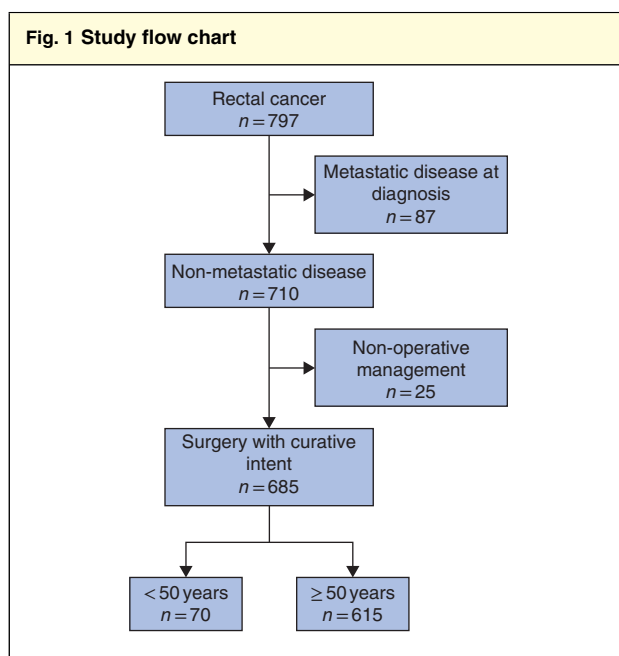 Fig. 1 Study flow chart
Rectal cancer
n = 797
Metastatic disease at
diagnosis
n = 87
Non-metastatic disease
n = 710
Non-operative
management
n = 25
Surgery with curative
intent
n = 685
< 50 years
n = 70
≥ 50 years
n = 615